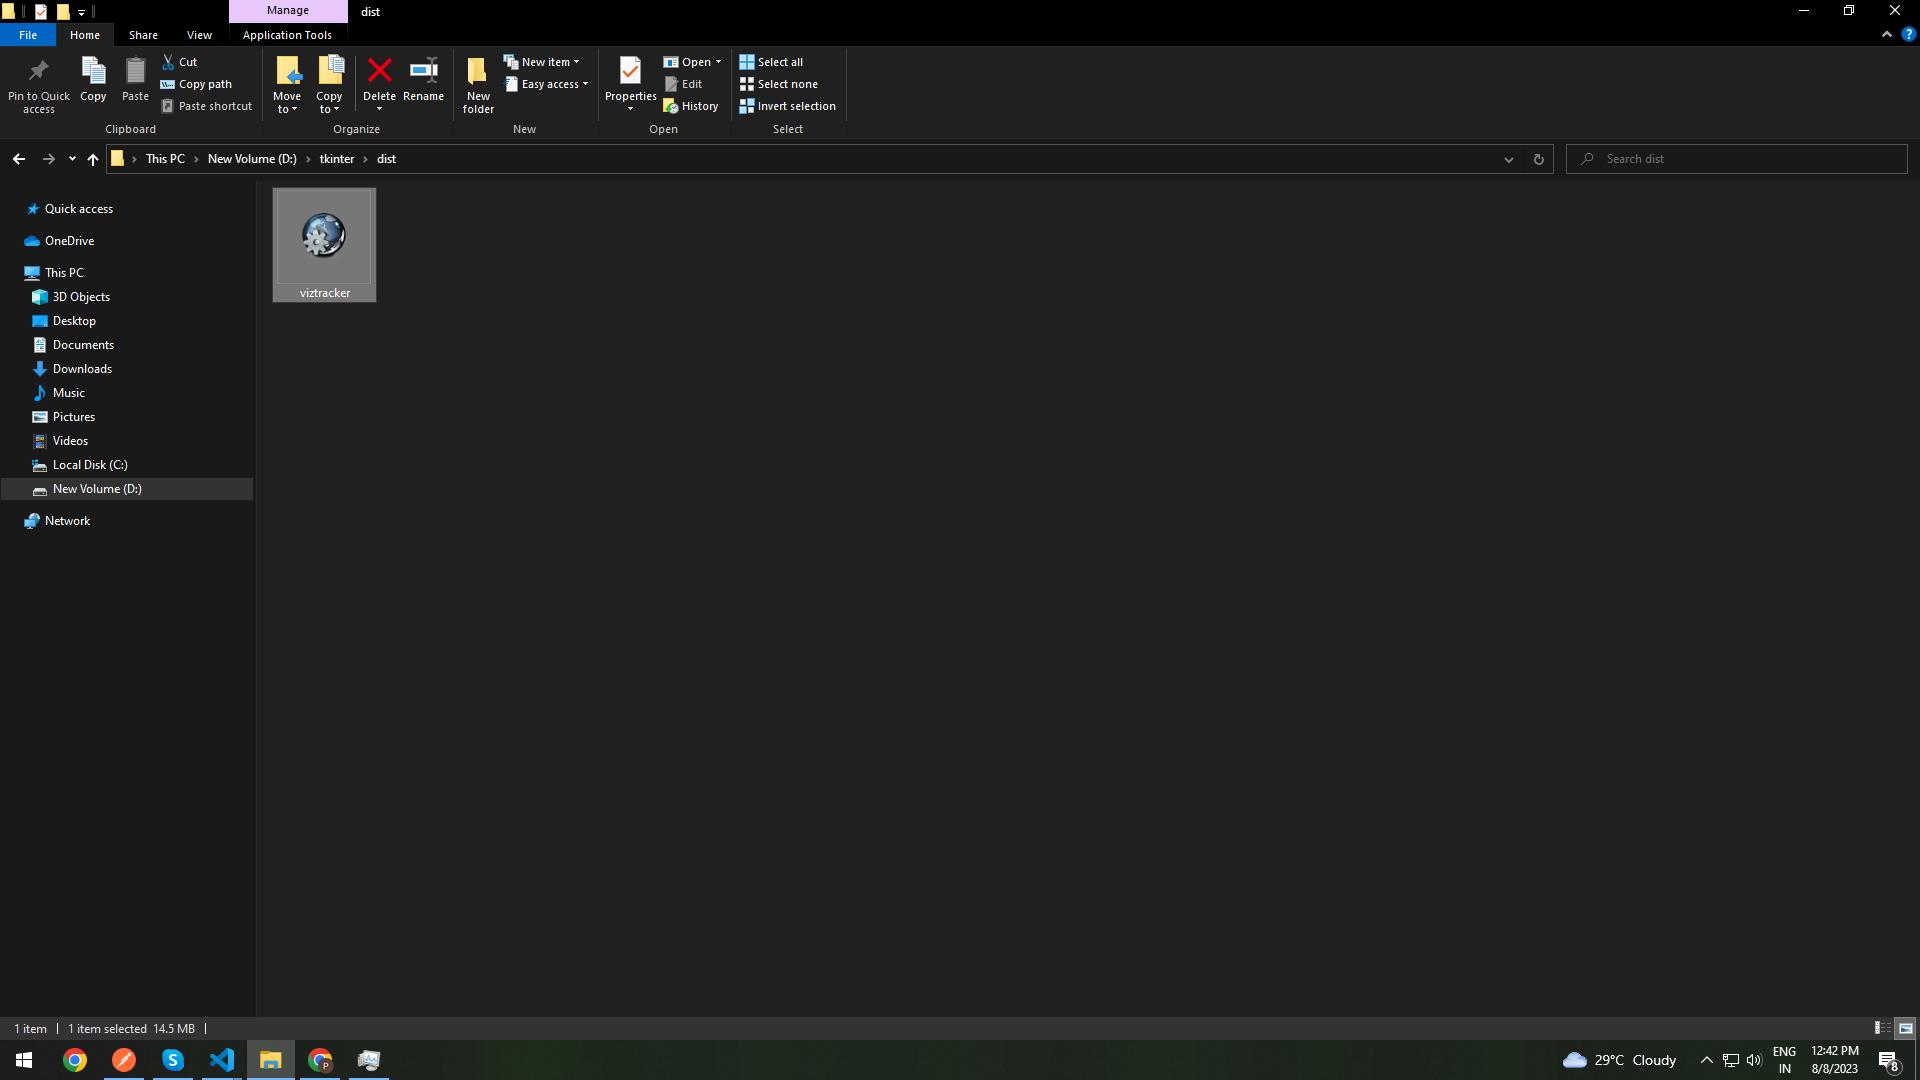 Manage
dist
File
Home
Share
View
Application Tools
Pin to Quick
access
Copy
Paste
Cut
Copy path
Paste shortcut
Clipboard
Move
to
Copy
to
Delete
Rename
Organize
New
folder
New item
Easy access
New
Properties
Open
Edit
History
Open
Select all
Select none
Invert selection
Select
This PC > New Volume (D:) > tkinter > dist
Search dist
Quick access
OneDrive
This PC
3D Objects
Desktop
Documents
Downloads
Music
Pictures
Videos
Local Disk (C:)
New Volume (D:)
Network
viztracker
1 item
1 item selected 14.5 MB
S
P
29°C Cloudy
ENG
IN
12:42 PM
8/8/2023
8
?